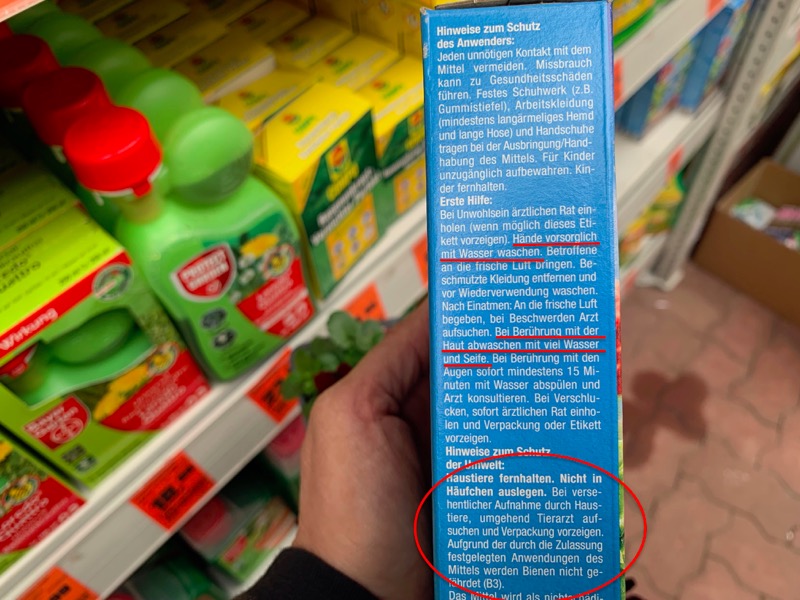 Hinweise zum Schutz
des Anwenders:
Jeden unnötigen Kontakt mit dem
Mittel vermeiden. Missbrauch
kann zu Gesundheitsschäden
führen. Festes Schuhwerk (z.B.
Gummistiefel), Arbeitskleidung
(mindestens langärmeliges Hemd
und lange Hose) und Handschuhe
tragen bei der Ausbringung/Hand-
habung des Mittels. Für Kinder
unzugänglich aufbewahren. Kin-
der fernhalten.
Erste Hilfe:
Bei Unwohlsein ärztlichen Rat ein-
holen (wenn möglich dieses Eti-
kett vorzeigen). Hände vorsorglich
mit Wasser waschen. Betroffene
an die frische Luft bringen. Be-
schmutzte Kleidung entfernen und
vor Wiederverwendung waschen.
Nach Einatmen: An die frische Luft
begeben, bei Beschwerden Arzt
aufsuchen. Bei Berührung mit der
Haut abwaschen mit viel Wasser
und Seife. Bei Berührung mit den
Augen sofort mindestens 15 Mi-
nuten mit Wasser abspülen und
Arzt konsultieren. Bei Verschlu-
cken, sofort ärztlichen Rat einho-
len und Verpackung oder Etikett
vorzeigen.
Hinweise zum Schutz
der Umwelt:
Haustiere fernhalten. Nicht in
Häufchen auslegen. Bei verse-
hentlicher Aufnahme durch Haus-
tiere, umgehend Tierarzt auf-
suchen und Verpackung vorzeigen.
Aufgrund der durch die Zulassung
festgelegten Anwendungen des
Mittels werden Bienen nicht ge-
fährdet (B3).
Das Mittel wird als nichtschädi-
PROTECT
GARDEN
Wirkung